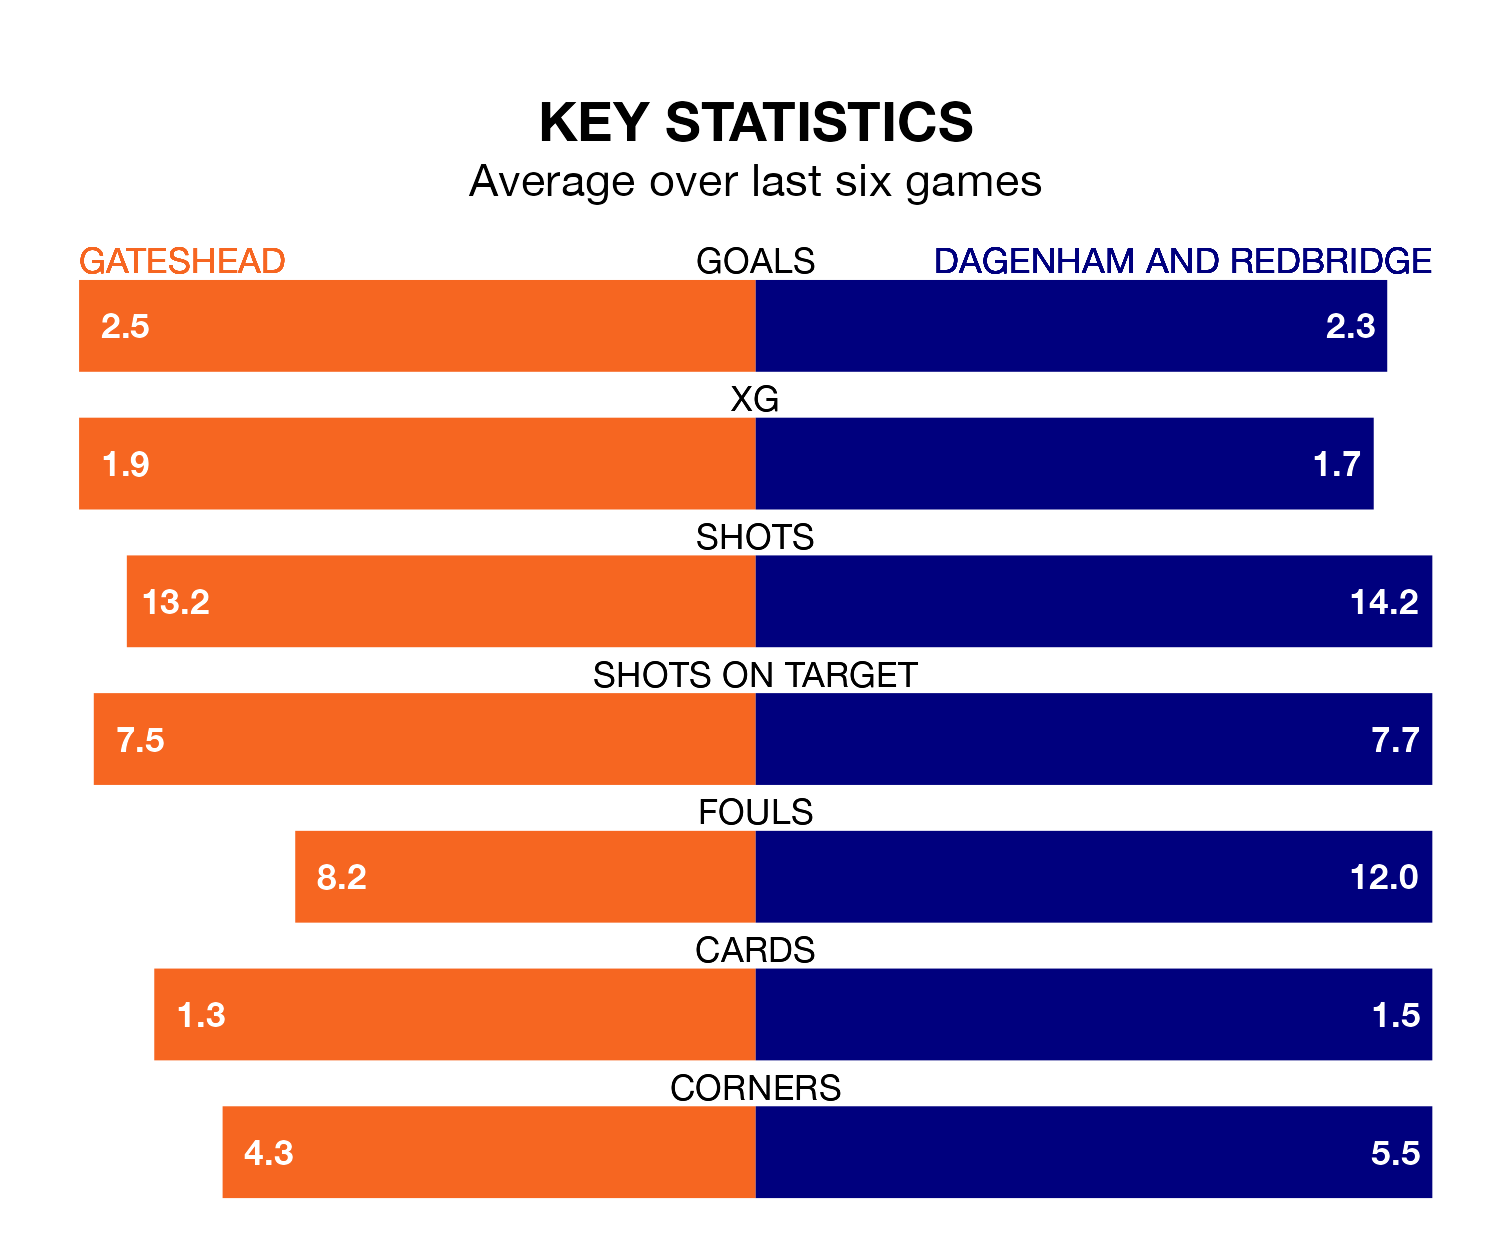 KEY STATISTICS
Average over last six games
GATESHEAD GOALS DAGENHAM AND REDBRIDGE
2.5 2.3
XG
1.9 1.7
SHOTS
13.2 14.2
SHOTS ON TARGET
7.5 7.7
FOULS
8.2 12.0
CARDS
1.3 1.5
CORNERS
4.3 5.5